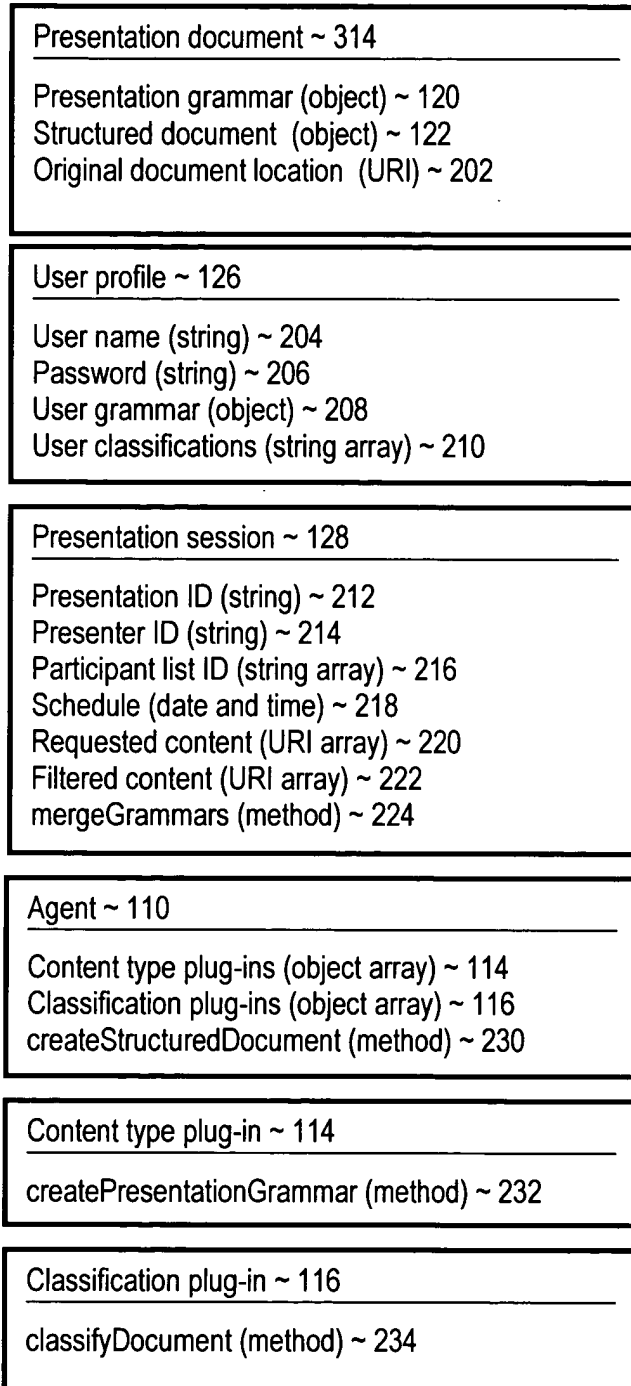 Presentation document ~ 314
Presentation grammar (object) ~ 120
Structured document (object) ~ 122
Original document location (URI) ~ 202
User profile ~ 126
User name (string) ~ 204
Password (string) ~ 206
User grammar (object) ~ 208
User classifications (string array) ~ 210
Presentation session ~ 128
Presentation ID (string) ~ 212
Presenter ID (string) ~ 214
Participant list ID (string array) ~ 216
Schedule (date and time) ~ 218
Requested content (URI array) ~ 220
Filtered content (URI array) ~ 222
mergeGrammars (method) ~ 224
Agent ~ 110
Content type plug-ins (object array) ~ 114
Classification plug-ins (object array) ~ 116
createStructuredDocument (method) ~ 230
Content type plug-in ~ 114
createPresentationGrammar (method) ~ 232
Classification plug-in ~ 116
classifyDocument (method) ~ 234